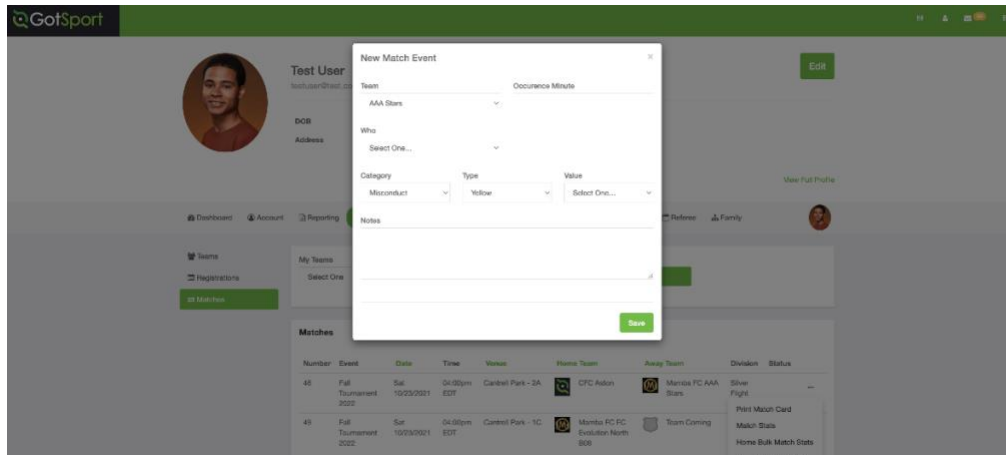 GotSport
New Match Event
×
Test User
Edit
Team
Occurence Minute
AAA Stars
DOB
Who
Address
Select One...
Category
Type
Value
View Full Profile
Misconduct
Yellow
Select One...
Dashboard
Account
Reporting
Notes
Referee
Family
Teams
My Teams
Registrations
Select One
Matches
Save
Matches
Number Event Date Time Venue Home Team Away Team Division Status
48 Fall Sat 04:00pm Cantrell Park - 2A CFC Aston Mamba FC AAA Silver
Tournament 10/23/2021 EDT Stars Flight
2022
Print Match Card
49 Fall Sat 04:00pm Cantrell Park - 1C Mamba FC FC Team Coming
Match Stats
Tournament 10/23/2021 EDT Evolution North
2022
Home Bulk Match Stats